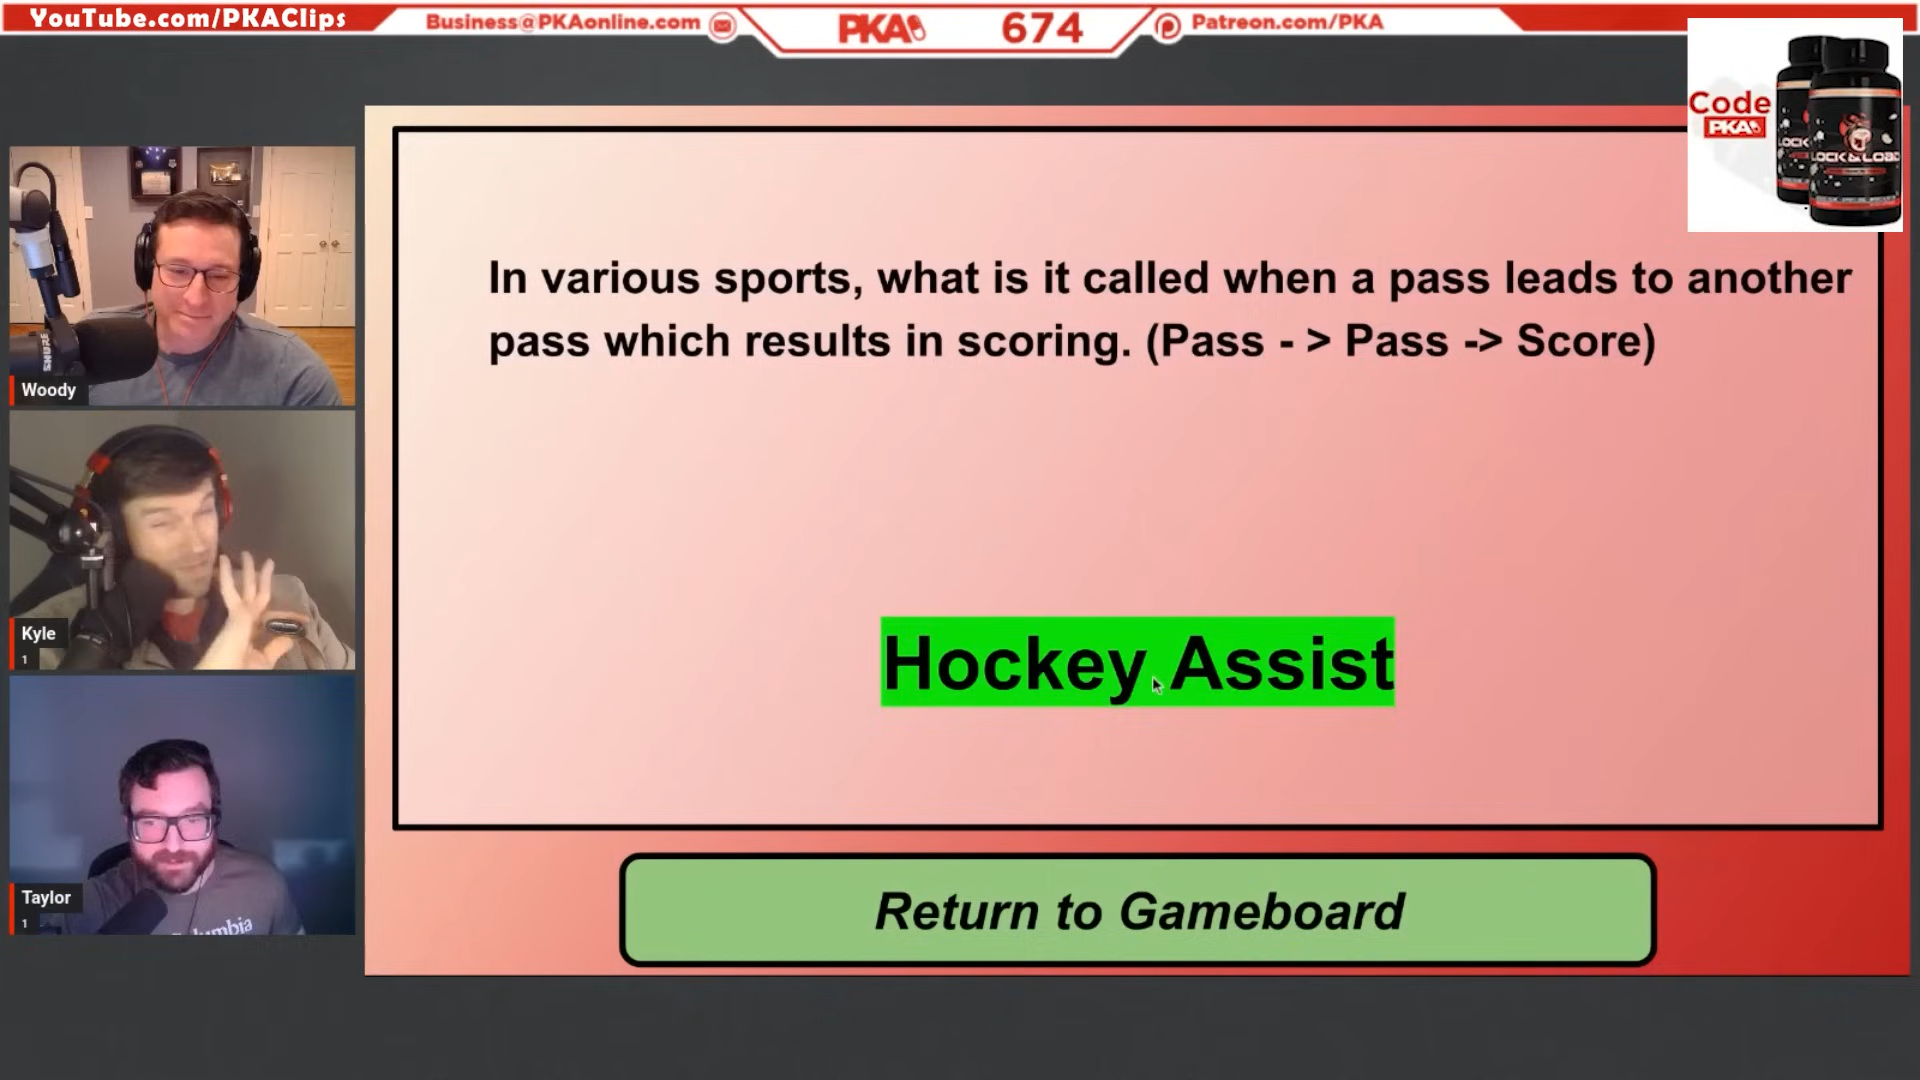 YouTube.com/PKAClips
Business@PKAonline.com
PKA
674
Patreon.com/PKA
Code
PKA
LOCK&LOAD
In various sports, what is it called when a pass leads to another
pass which results in scoring. (Pass - > Pass -> Score)
Hockey Assist
Return to Gameboard
SHURE
Woody
Kyle
1
Taylor
1